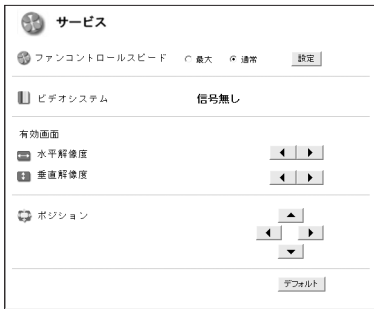 サービス
ファンコントロールスピード 最大 通常 設定
ビデオシステム 信号無し
有効画面
水平解像度
垂直解像度
ポジション
デフォルト